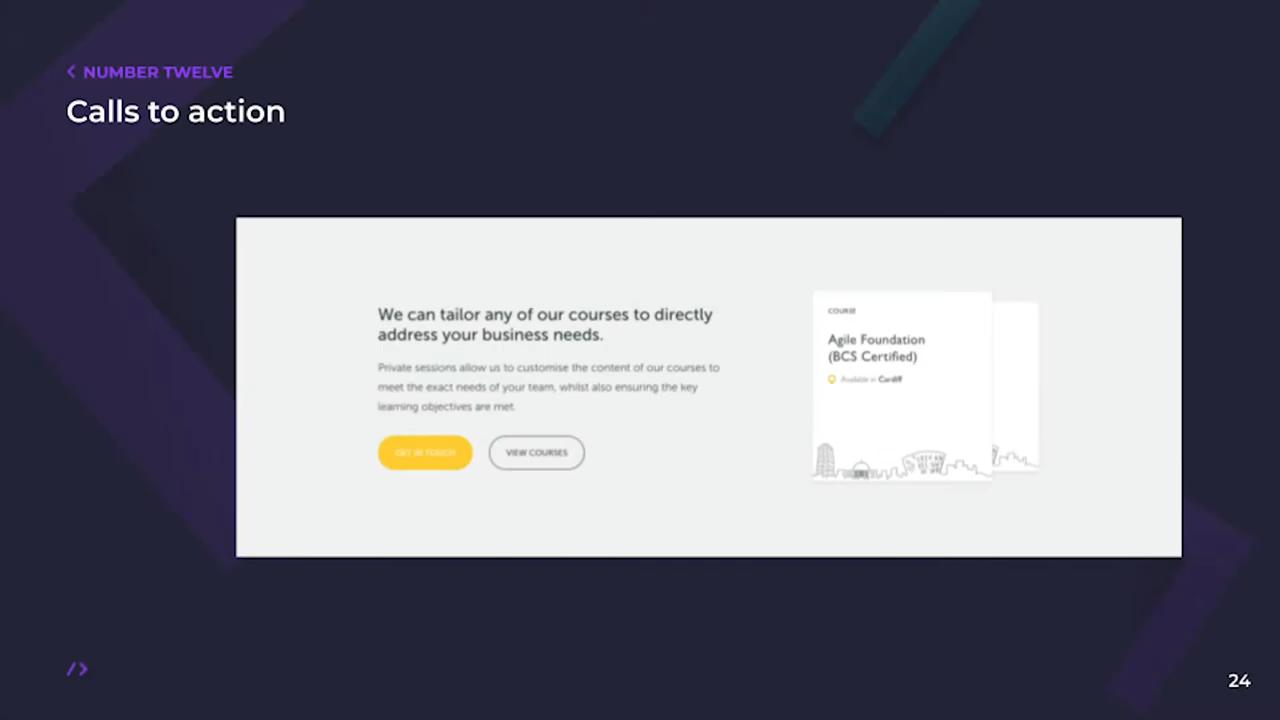 NUMBER TWELVE
Calls to action
We can tailor any of our courses to directly
address your business needs.
Private sessions allow us to customise the content of our courses to
meet the exact needs of your team, whilst also ensuring the key
learning objectives are met.
GET IN TOUCH
VIEW COURSES
COURSE
Agile Foundation
(BCS Certified)
Available in Cardiff
24